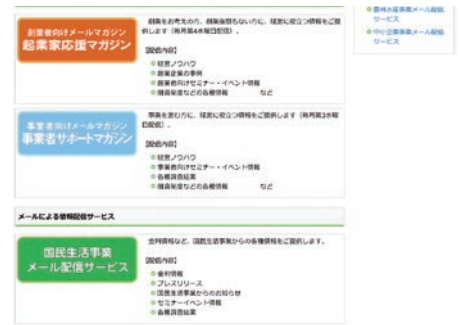 創業者向けメールマガジン
起業家応援マガジン
創業をお考えの方、創業後間もない方に、経営に役立つ情報をご提
供します（毎月第4水曜日配信）。
【配信内容】
経営ノウハウ
創業企業の事例
創業者向けセミナー・イベント情報
融資制度などの各種情報 など
事業者向けメールマガジン
事業者サポートマガジン
事業を営む方に、経営に役立つ情報をご提供します（毎月第3水曜
日配信）。
【配信内容】
経営ノウハウ
事業者向けセミナー・イベント情報
各種調査結果
融資制度などの各種情報 など
メールによる情報配信サービス
国民生活事業
メール配信サービス
金利情報など、国民生活事業からの各種情報をご提供します。
【配信内容】
金利情報
プレスリリース
国民生活事業からのお知らせ
セミナーイベント情報
各種調査結果
農林水産事業メール配信
サービス
中小企業事業メール配信
サービス